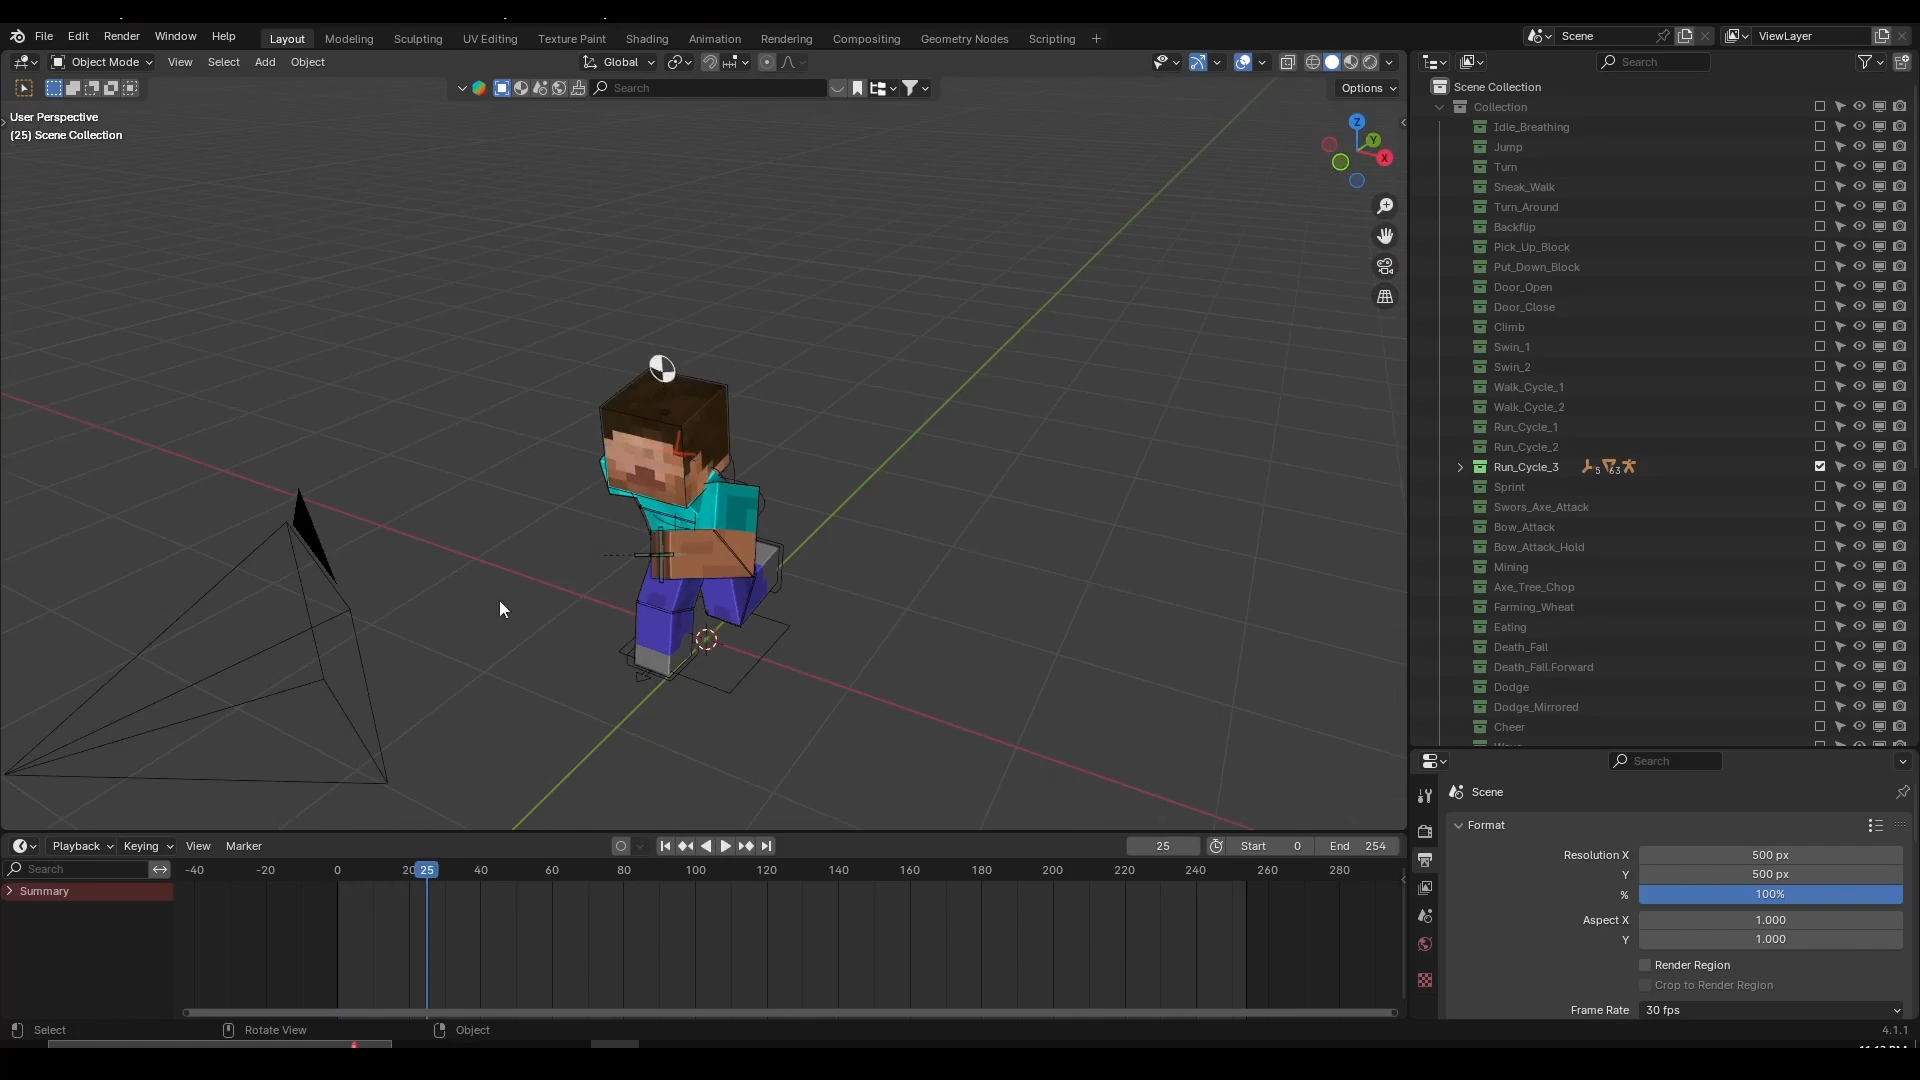 File Edit Render Window Help Layout Modeling Sculpting UV Editing Texture Paint Shading Animation Rendering Compositing Geometry Nodes Scripting Scene ViewLayer
Object Mode View Select Add Object Global Search
Search Options
User Perspective
(25) Scene Collection
Z
Y
X
Scene Collection
Collection
Idle_Breathing
Jump
Turn
Sneak_Walk
Turn_Around
Backflip
Pick_Up_Block
Put_Down_Block
Door_Open
Door_Close
Climb
Swin_1
Swin_2
Walk_Cycle_1
Walk_Cycle_2
Run_Cycle_1
Run_Cycle_2
Run_Cycle_3 5 63
Sprint
Swors_Axe_Attack
Bow_Attack
Bow_Attack_Hold
Mining
Axe_Tree_Chop
Farming_Wheat
Eating
Death_Fall
Death_Fall.Forward
Dodge
Dodge_Mirrored
Cheer
Search
Scene
Format
Resolution X 500 px
Y 500 px
% 100%
Aspect X 1.000
Y 1.000
Render Region
Crop to Render Region
Frame Rate 30 fps
Playback Keying View Marker 25 Start 0 End 254
Search -40 -20 0 20 25 40 60 80 100 120 140 160 180 200 220 240 260 280
Summary
Select Rotate View Object 4.1.1